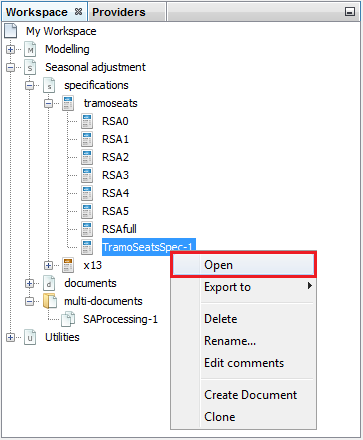 Workspace Providers
My Workspace
M Modelling
S Seasonal adjustment
s specifications
tramoseats
RSA0
RSA1
RSA2
RSA3
RSA4
RSA5
RSAfull
TramoSeatsSpec-1
x13
d documents
multi-documents
SAProcessing-1
u Utilities
Open
Export to
Delete
Rename...
Edit comments
Create Document
Clone